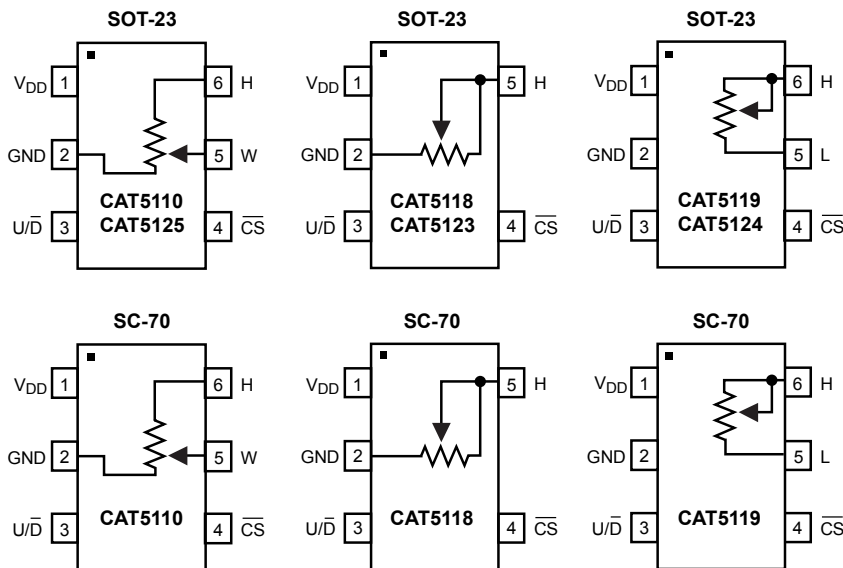 SOT-23
VDD 1 6 H
GND 2 5 W
CAT5110
CAT5125
U/D̅ 3 4 C̅S̅
SOT-23
VDD 1 5 H
GND 2
CAT5118
CAT5123
U/D̅ 3 4 C̅S̅
SOT-23
VDD 1 6 H
GND 2 5 L
CAT5119
CAT5124
U/D̅ 3 4 C̅S̅
SC-70
VDD 1 6 H
GND 2 5 W
CAT5110
U/D̅ 3 4 C̅S̅
SC-70
VDD 1 5 H
GND 2
CAT5118
U/D̅ 3 4 C̅S̅
SC-70
VDD 1 6 H
GND 2 5 L
CAT5119
U/D̅ 3 4 C̅S̅